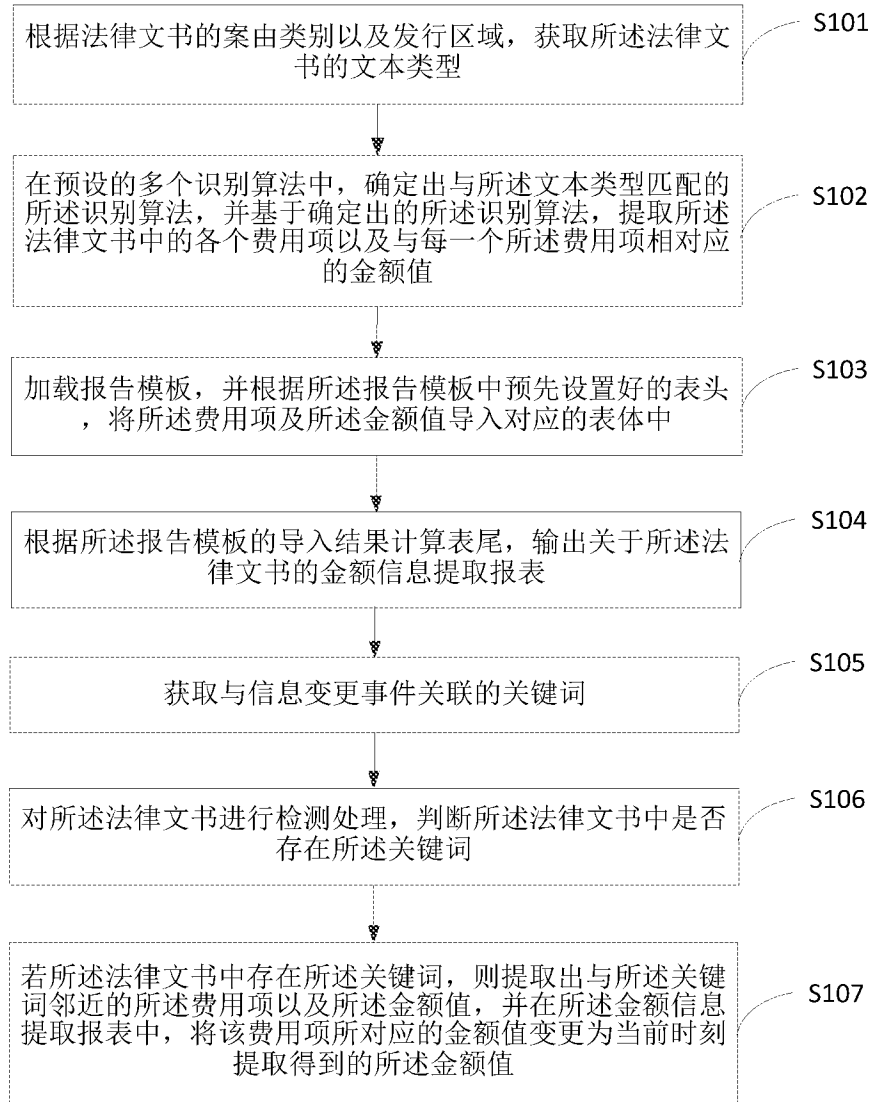 根据法律文书的案由类别以及发行区域，获取所述法律文
书的文本类型
S101
在预设的多个识别算法中，确定出与所述文本类型匹配的
所述识别算法，并基于确定出的所述识别算法，提取所述
法律文书中的各个费用项以及与每一个所述费用项相对应
的金额值
S102
加载报告模板，并根据所述报告模板中预先设置好的表头
，将所述费用项及所述金额值导入对应的表体中
S103
根据所述报告模板的导入结果计算表尾，输出关于所述法
律文书的金额信息提取报表
S104
获取与信息变更事件关联的关键词
S105
对所述法律文书进行检测处理，判断所述法律文书中是否
存在所述关键词
S106
若所述法律文书中存在所述关键词，则提取出与所述关键
词邻近的所述费用项以及所述金额值，并在所述金额信息
提取报表中，将该费用项所对应的金额值变更为当前时刻
提取得到的所述金额值
S107